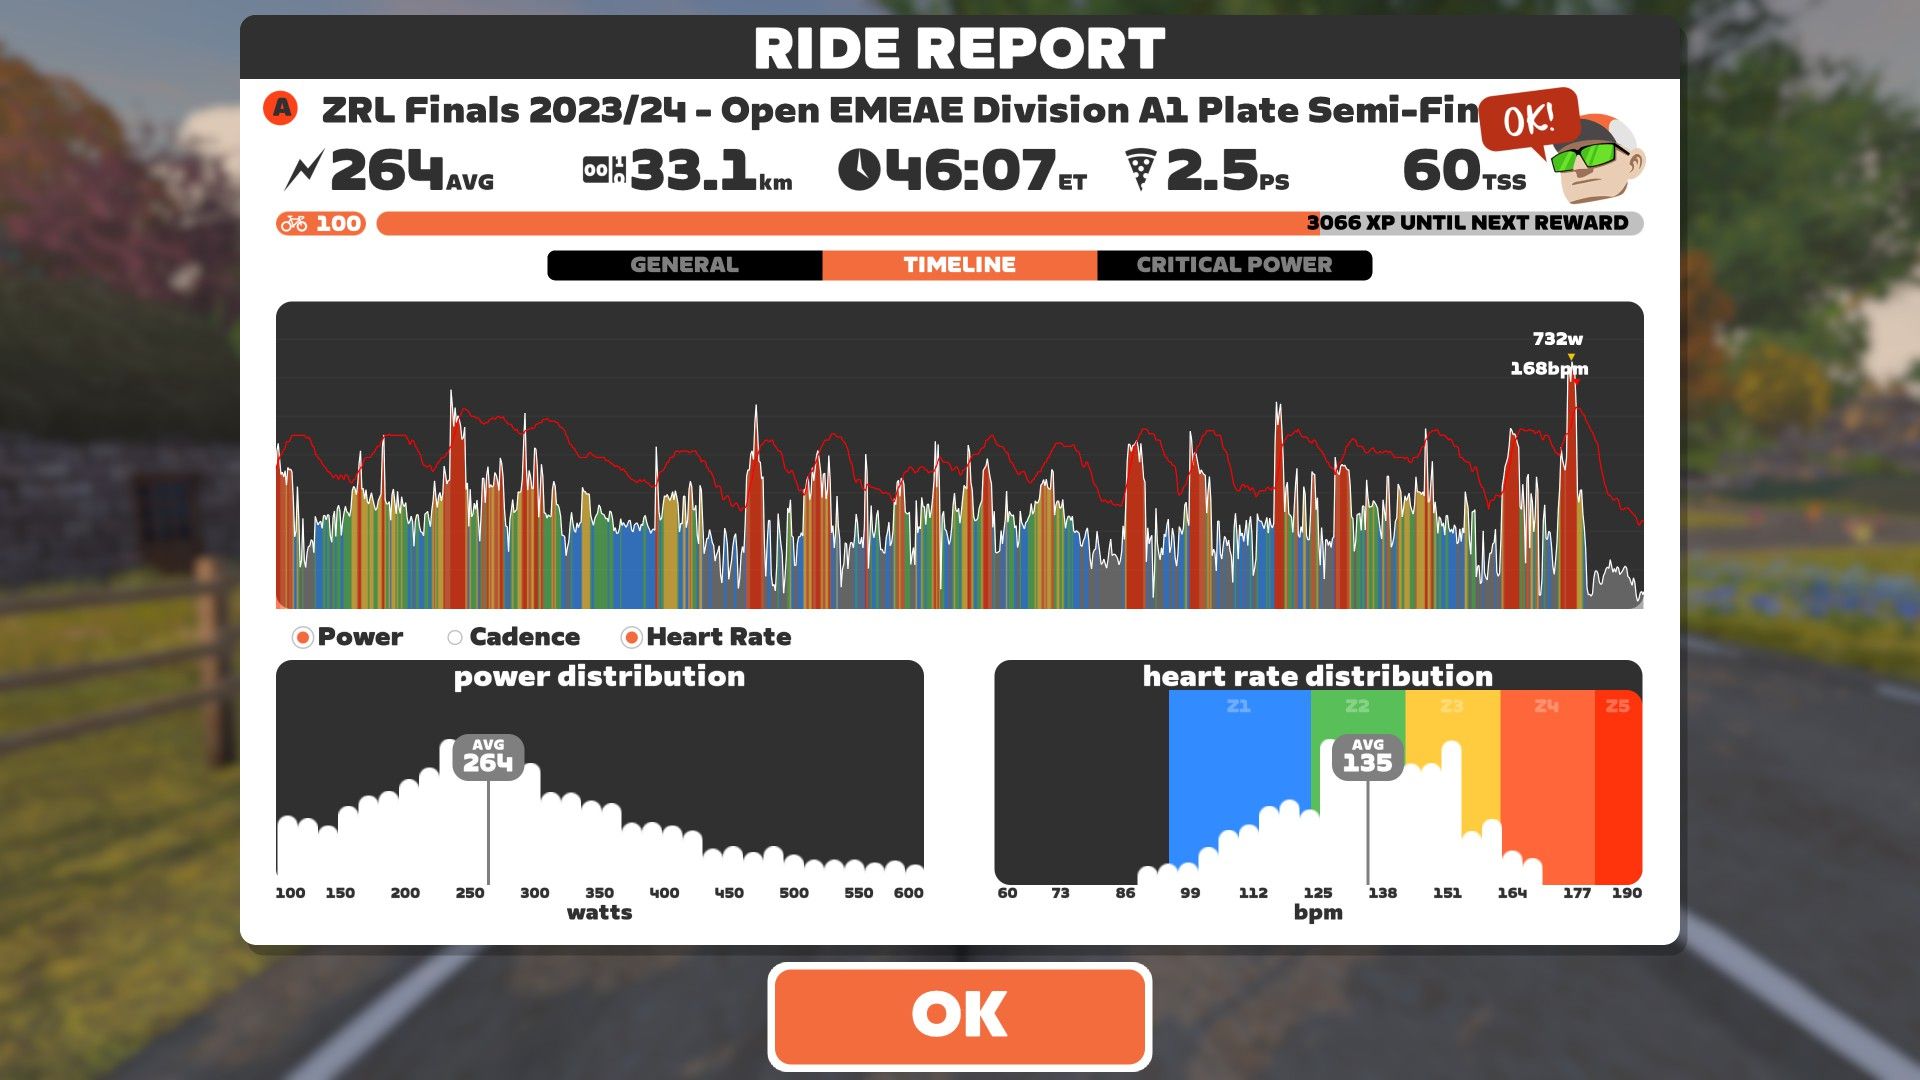 RIDE REPORT
A ZRL Finals 2023/24 - Open EMEAE Division A1 Plate Semi-Fin
OK!
264AVG 33.1km 46:07ET 2.5PS 60TSS
100 3066 XP UNTIL NEXT REWARD
GENERAL TIMELINE CRITICAL POWER
732w
168bpm
Power Cadence Heart Rate
power distribution
AVG
264
100 150 200 250 300 350 400 450 500 550 600
watts
heart rate distribution
Z1 Z2 Z3 Z4 Z5
AVG
135
60 73 86 99 112 125 138 151 164 177 190
bpm
OK